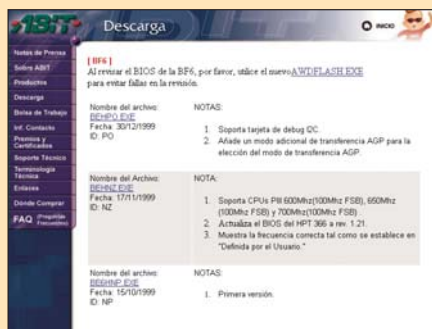 ABIT
Descarga
INICIO
Notas de Prensa
Sobre ABIT
Productos
Descarga
Bolsa de Trabajo
Inf. Contacto
Premios y
Certificados
Soporte Técnico
Terminología
Técnica
Enlaces
Dónde Comprar
FAQ (Preguntas
Frecuentes)
[ BF6 ]
Al revisar el BIOS de la BF6, por favor, utilice el nuevo AWDFLASH.EXE
para evitar fallas en la revisión.
Nombre del archivo:
BEHPO.EXE
Fecha: 30/12/1999
ID: PO
NOTAS:
1. Soporta tarjeta de debug I2C.
2. Añade un modo adicional de transferencia AGP para la
elección del modo de transferencia AGP.
Nombre del Archivo:
BEHNZ.EXE
Fecha: 17/11/1999
ID: NZ
NOTA:
1. Soporta CPUs PIII 600Mhz(100Mhz FSB), 650Mhz
(100Mhz FSB) y 700Mhz(100Mhz FSB) .
2. Actualiza el BIOS del HPT 366 a rev. 1.21.
3. Muestra la frecuencia correcta tal como se establece en
"Definida por el Usuario."
Nombre del archivo:
BE6HNP.EXE
Fecha: 15/10/1999
ID: NP
NOTAS:
1. Primera versión.